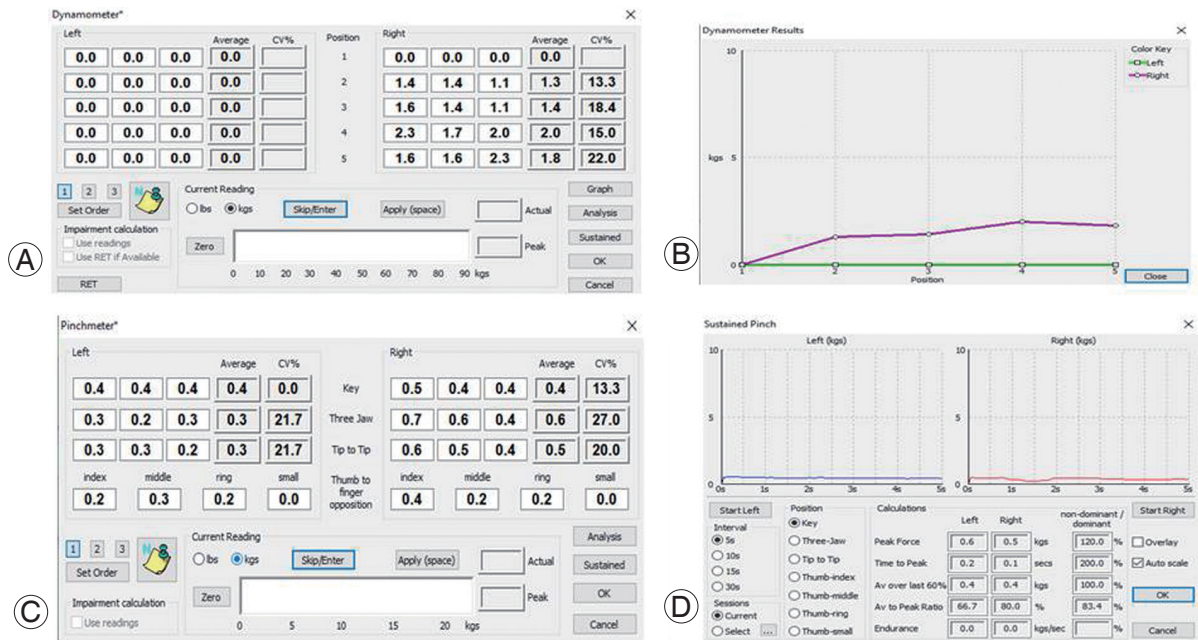 A
Dynamometer*
Left
Average CV%
Position
Right
Average CV%
0.0 0.0 0.0 0.0 1 0.0 0.0 0.0 0.0
0.0 0.0 0.0 0.0 2 1.4 1.4 1.1 1.3 13.3
0.0 0.0 0.0 0.0 3 1.6 1.4 1.1 1.4 18.4
0.0 0.0 0.0 0.0 4 2.3 1.7 2.0 2.0 15.0
0.0 0.0 0.0 0.0 5 1.6 1.6 2.3 1.8 22.0
1 2 3
Set Order
Impairment calculation
Use readings
Use RET if Available
RET
Current Reading
lbs kgs Skip/Enter Apply (space) Actual
Zero Peak
0 10 20 30 40 50 60 70 80 90 kgs
Graph
Analysis
Sustained
OK
Cancel
B
Dynamometer Results
Color Key
Left
Right
10
kgs 5
0
1 2 3 4 5
Position
Close
C
Pinchmeter*
Left
Average CV%
Right
Average CV%
0.4 0.4 0.4 0.4 0.0 Key 0.5 0.4 0.4 0.4 13.3
0.3 0.2 0.3 0.3 21.7 Three Jaw 0.7 0.6 0.4 0.6 27.0
0.3 0.3 0.2 0.3 21.7 Tip to Tip 0.6 0.5 0.4 0.5 20.0
index middle ring small Thumb to finger opposition index middle ring small
0.2 0.3 0.2 0.0 0.4 0.2 0.2 0.0
1 2 3
Set Order
Impairment calculation
Use readings
Current Reading
lbs kgs Skip/Enter Apply (space) Actual
Zero Peak
0 5 10 15 20 kgs
Analysis
Sustained
OK
Cancel
D
Sustained Pinch
Left (kgs) Right (kgs)
10 10
5 5
0 0
0s 1s 2s 3s 4s 5s 0s 1s 2s 3s 4s 5s
Start Left
Interval
5s
10s
15s
30s
Sessions
Current
Select ...
Position
Key
Three-Jaw
Tip to Tip
Thumb-index
Thumb-middle
Thumb-ring
Thumb-small
Calculations
Left Right non-dominant / dominant
Peak Force 0.6 0.5 kgs 120.0 %
Time to Peak 0.2 0.1 secs 200.0 %
Av over last 60% 0.4 0.4 kgs 100.0 %
Av to Peak Ratio 66.7 80.0 % 83.4 %
Endurance 0.0 0.0 kgs/sec %
Start Right
Overlay
Auto scale
OK
Cancel